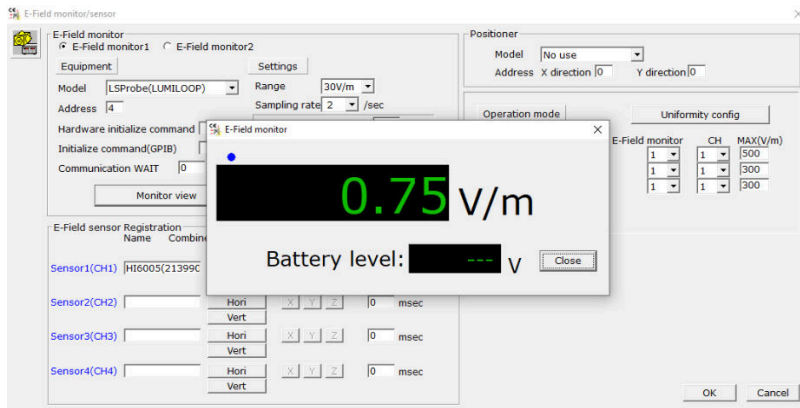 E-Field monitor/sensor
E-Field monitor
E-Field monitor1 E-Field monitor2
Equipment Settings
Model LSProbe(LUMILOOP) Range 30V/m
Address 4 Sampling rate 2 /sec
Hardware initialize command
Initialize command(GPIB)
Communication WAIT 0
Monitor view
Positioner
Model No use
Address X direction 0 Y direction 0
Operation mode Uniformity config
E-Field monitor CH MAX(V/m)
1 1 500
1 1 300
1 1 300
E-Field monitor
0.75 V/m
Battery level: --- V Close
E-Field sensor Registration
Name Combine
Sensor1(CH1) HI6005(21399C
Sensor2(CH2) Hori X Y Z 0 msec
Vert
Sensor3(CH3) Hori X Y Z 0 msec
Vert
Sensor4(CH4) Hori X Y Z 0 msec
Vert
OK Cancel